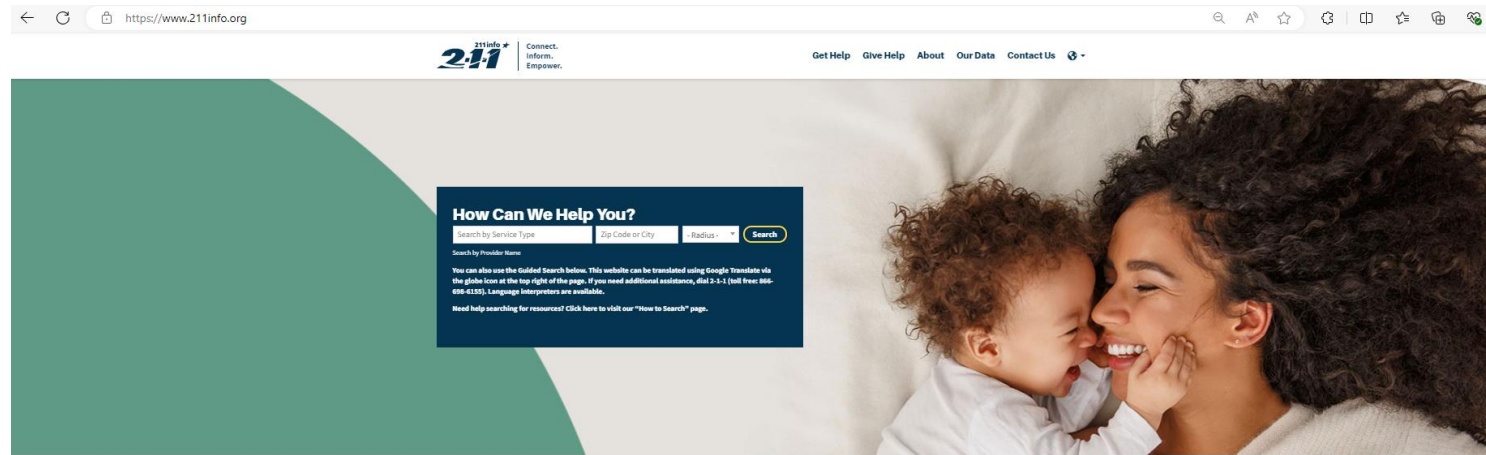 https://www.211info.org
211info
2-1-1
Connect.
Inform.
Empower.
Get Help Give Help About Our Data Contact Us
How Can We Help You?
Search by Service Type Zip Code or City - Radius - Search
Search by Provider Name
You can also use the Guided Search below. This website can be translated using Google Translate via
the globe icon at the top right of the page. If you need additional assistance, dial 2-1-1 (toll free: 866-
698-6155). Language interpreters are available.
Need help searching for resources? Click here to visit our "How to Search" page.